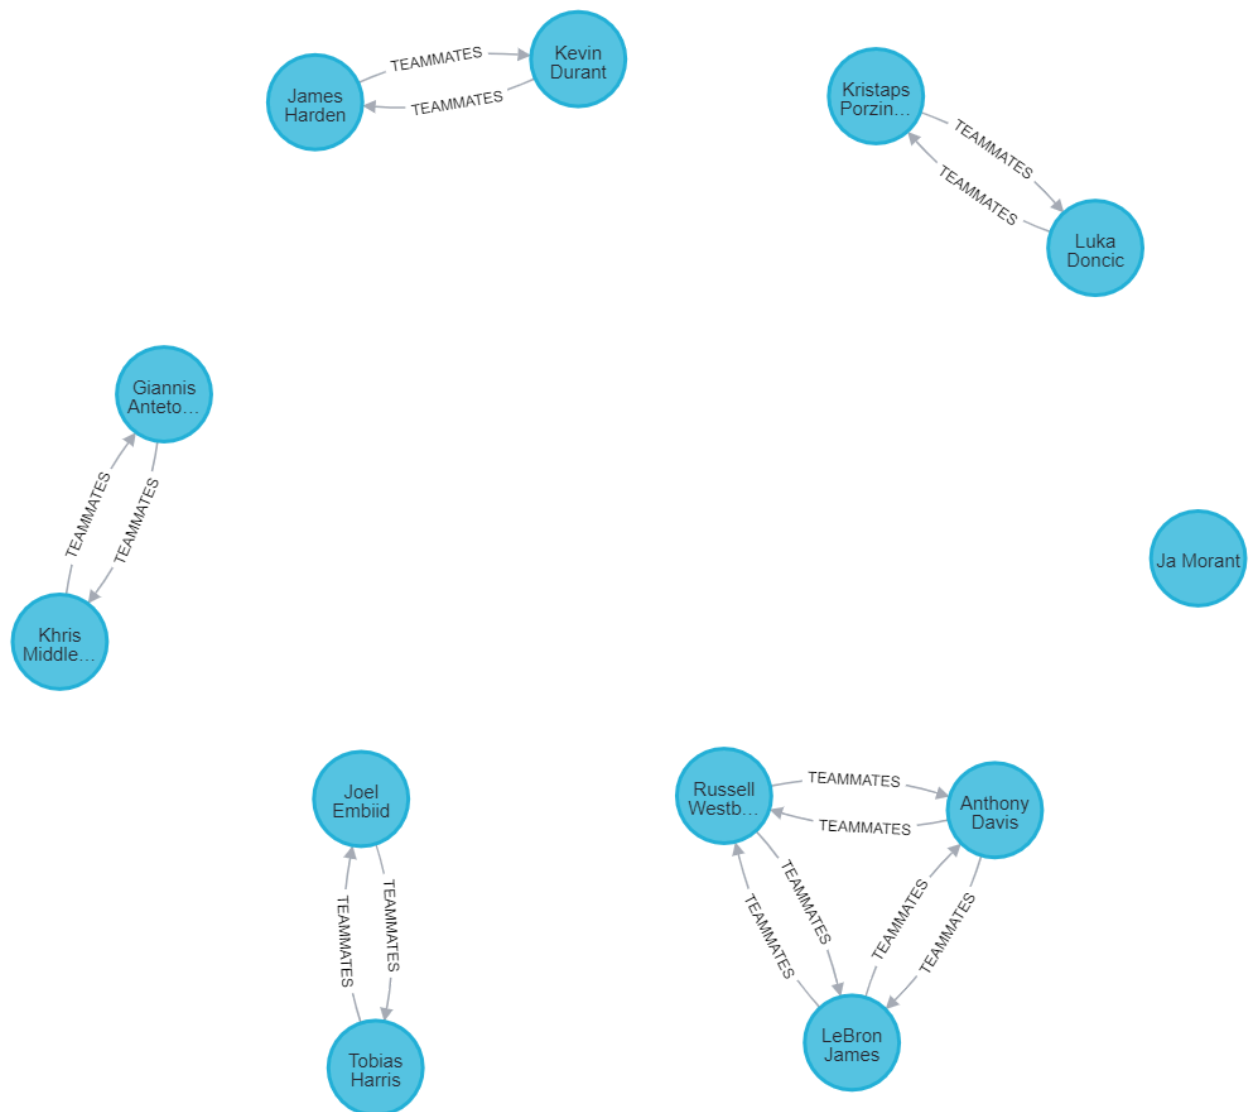 James
Harden
TEAMMATES
TEAMMATES
Kevin
Durant
Kristaps
Porzin…
TEAMMATES
TEAMMATES
Luka
Doncic
Giannis
Anteto…
TEAMMATES
TEAMMATES
Khris
Middle…
Ja Morant
Joel
Embiid
TEAMMATES
TEAMMATES
Tobias
Harris
Russell
Westb…
TEAMMATES
TEAMMATES
Anthony
Davis
TEAMMATES
TEAMMATES
TEAMMATES
TEAMMATES
LeBron
James